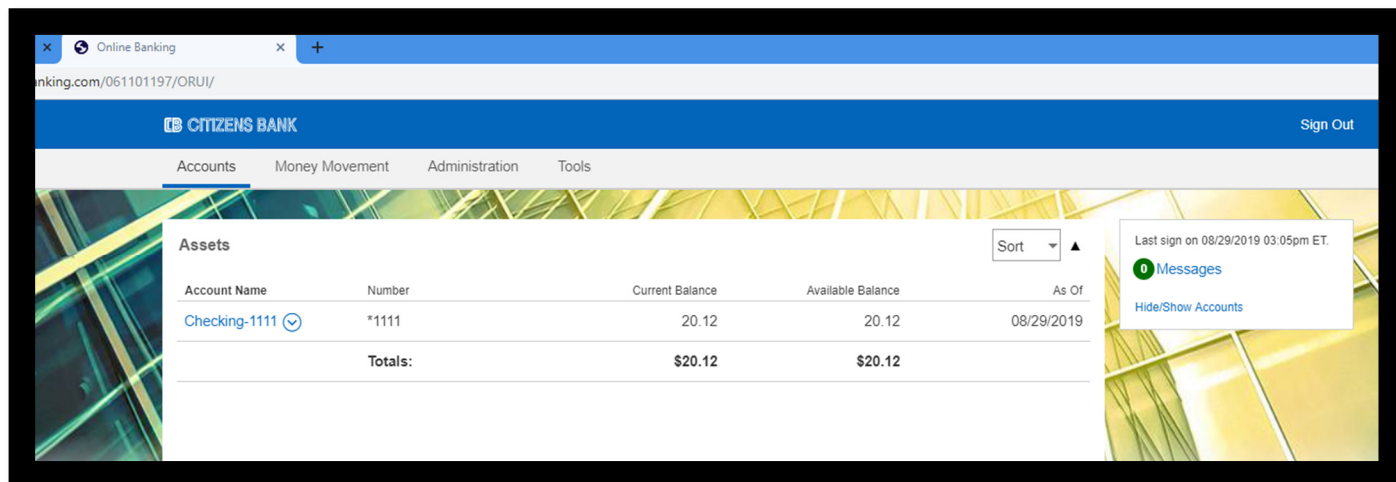 Online Banking
anking.com/061101197/ORUI/
CB CITIZENS BANK
Sign Out
Accounts Money Movement Administration Tools
Assets
Sort
Account Name Number Current Balance Available Balance As Of
Checking-1111 *1111 20.12 20.12 08/29/2019
Totals: $20.12 $20.12
Last sign on 08/29/2019 03:05pm ET.
0 Messages
Hide/Show Accounts